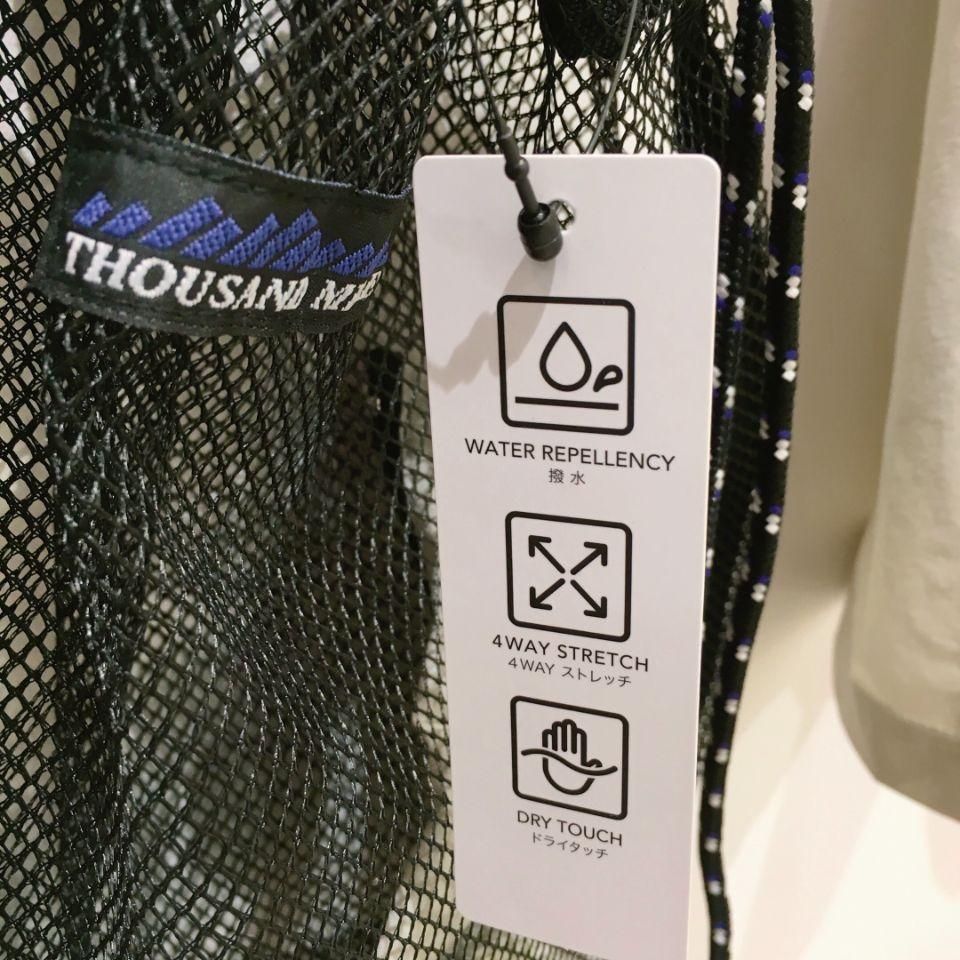 THOUSAND
WATER REPELLENCY
撥水
4WAY STRETCH
4WAY ストレッチ
DRY TOUCH
ドライタッチ